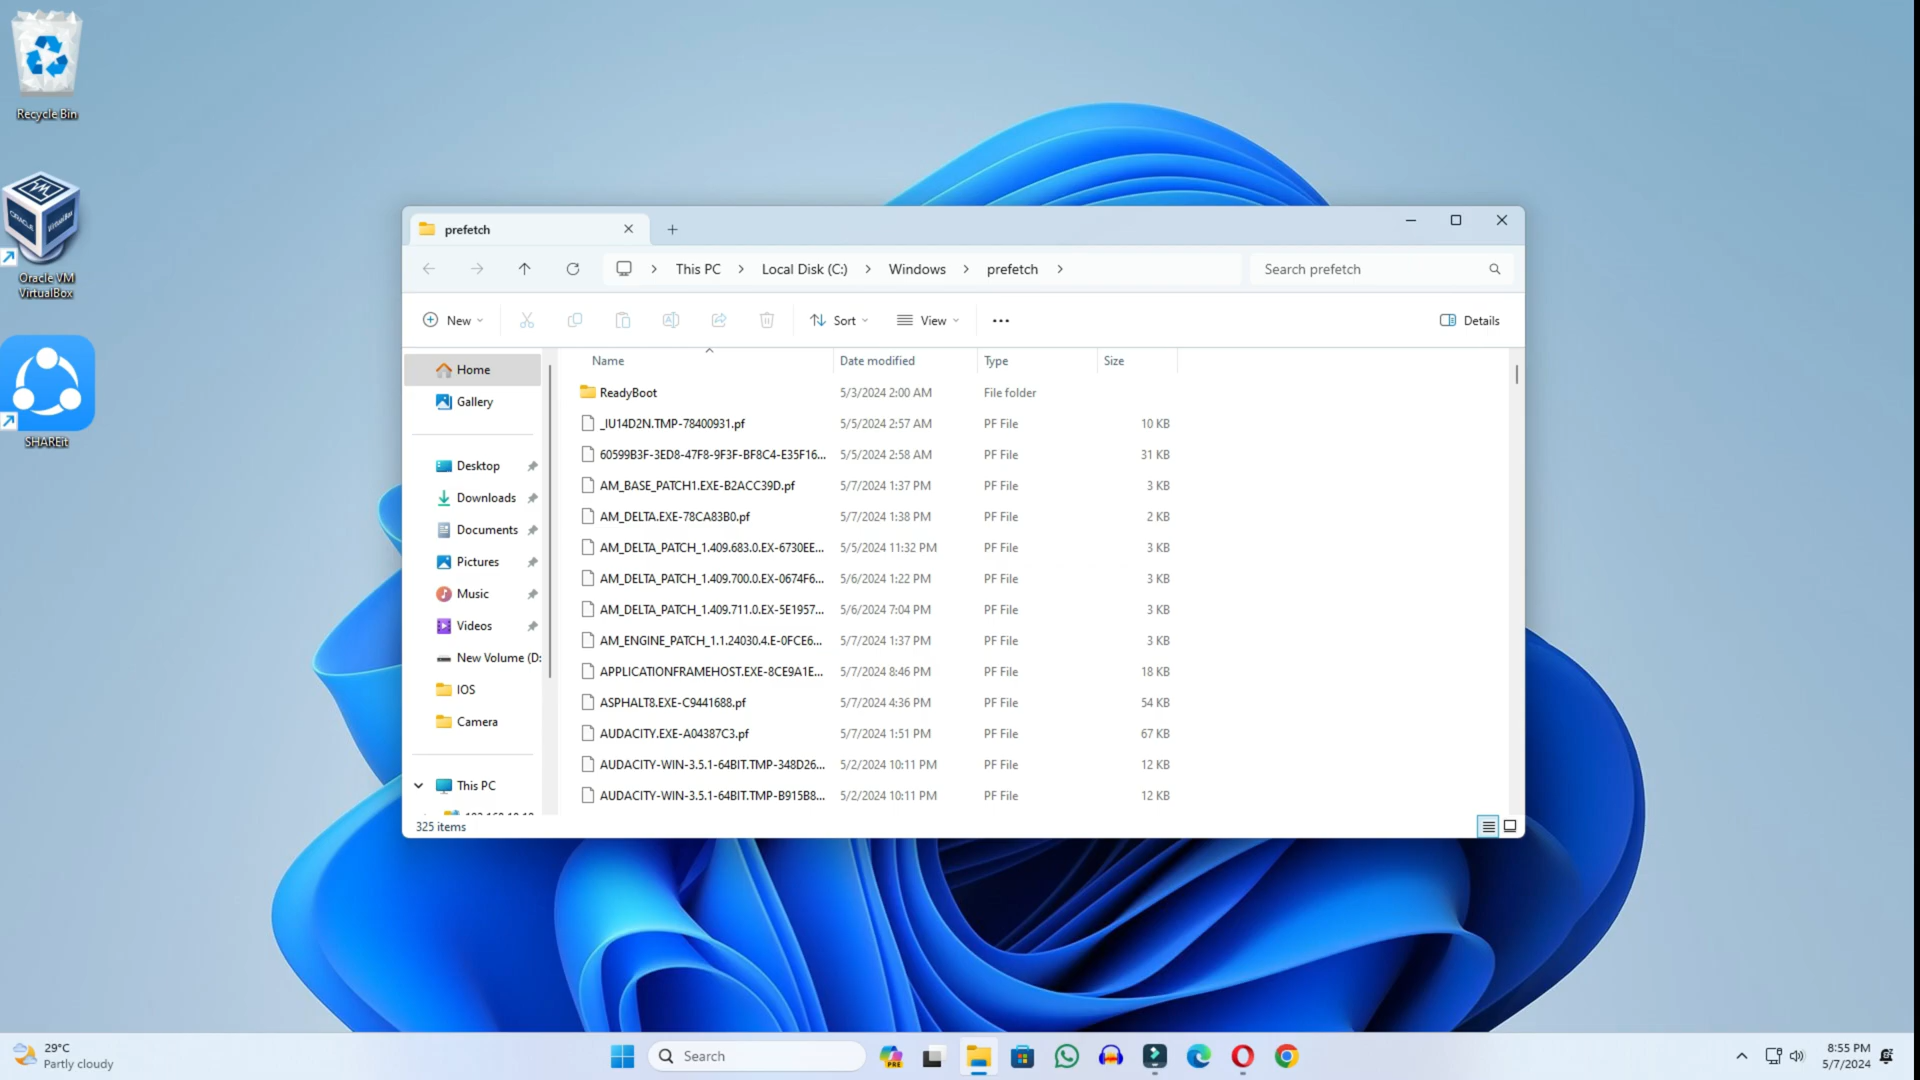 Recycle Bin
Oracle VM
VirtualBox
SHAREit
prefetch
This PC
Local Disk (C:)
Windows
prefetch
Search prefetch
New
Sort
View
Details
Home
Gallery
Desktop
Downloads
Documents
Pictures
Music
Videos
New Volume (D:
IOS
Camera
This PC
Name Date modified Type Size
ReadyBoot 5/3/2024 2:00 AM File folder
_IU14D2N.TMP-78400931.pf 5/5/2024 2:57 AM PF File 10 KB
60599B3F-3ED8-47F8-9F3F-BF8C4-E35F16... 5/5/2024 2:58 AM PF File 31 KB
AM_BASE_PATCH1.EXE-B2ACC39D.pf 5/7/2024 1:37 PM PF File 3 KB
AM_DELTA.EXE-78CA83B0.pf 5/7/2024 1:38 PM PF File 2 KB
AM_DELTA_PATCH_1.409.683.0.EX-6730EE... 5/5/2024 11:32 PM PF File 3 KB
AM_DELTA_PATCH_1.409.700.0.EX-0674F6... 5/6/2024 1:22 PM PF File 3 KB
AM_DELTA_PATCH_1.409.711.0.EX-5E1957... 5/6/2024 7:04 PM PF File 3 KB
AM_ENGINE_PATCH_1.1.24030.4.E-0FCE6... 5/7/2024 1:37 PM PF File 3 KB
APPLICATIONFRAMEHOST.EXE-8CE9A1E... 5/7/2024 8:46 PM PF File 18 KB
ASPHALT8.EXE-C9441688.pf 5/7/2024 4:36 PM PF File 54 KB
AUDACITY.EXE-A04387C3.pf 5/7/2024 1:51 PM PF File 67 KB
AUDACITY-WIN-3.5.1-64BIT.TMP-348D26... 5/2/2024 10:11 PM PF File 12 KB
AUDACITY-WIN-3.5.1-64BIT.TMP-B915B8... 5/2/2024 10:11 PM PF File 12 KB
325 items
29°C
Partly cloudy
Search
PRE
8:55 PM
5/7/2024